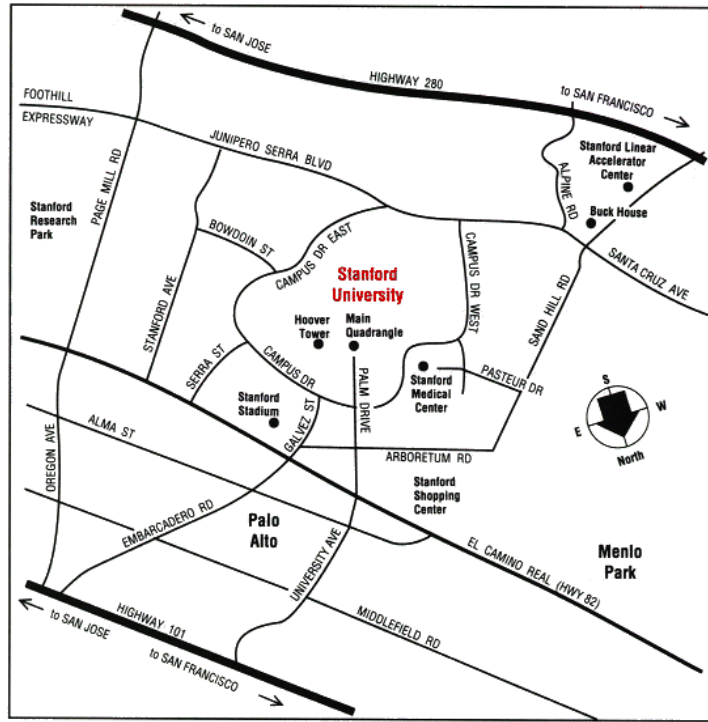 to SAN JOSE
HIGHWAY 280
to SAN FRANCISCO
FOOTHILL
EXPRESSWAY
JUNIPERO SERRA BLVD
PAGE MILL RD
Stanford
Research
Park
STANFORD AVE
BOWDOIN ST
CAMPUS DR EAST
Stanford
University
CAMPUS DR WEST
ALPINE RD
Stanford Linear
Accelerator
Center
Buck House
SANTA CRUZ AVE
SAND HILL RD
Hoover
Tower
Main
Quadrangle
SERRA ST
CAMPUS DR
PALM DRIVE
Stanford
Medical
Center
PASTEUR DR
Stanford
Stadium
GALVEZ ST
ARBORETUM RD
Stanford
Shopping
Center
S
W
E
North
ALMA ST
OREGON AVE
EMBARCADERO RD
Palo
Alto
UNIVERSITY AVE
EL CAMINO REAL (HWY 82)
Menlo
Park
MIDDLEFIELD RD
HIGHWAY 101
to SAN JOSE
to SAN FRANCISCO